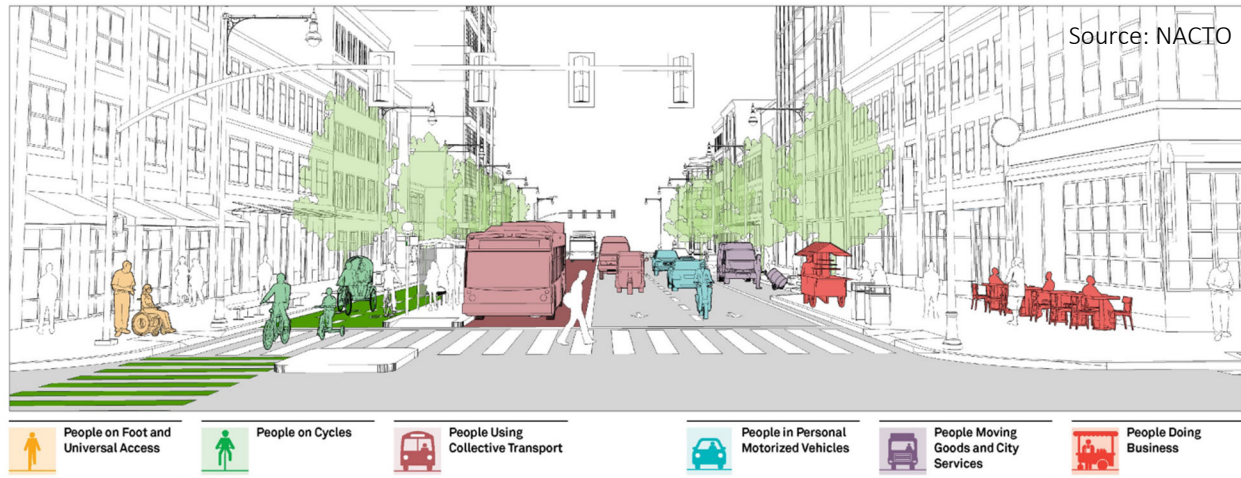 Source: NACTO
People on Foot and
Universal Access
People on Cycles
People Using
Collective Transport
People in Personal
Motorized Vehicles
People Moving
Goods and City
Services
People Doing
Business